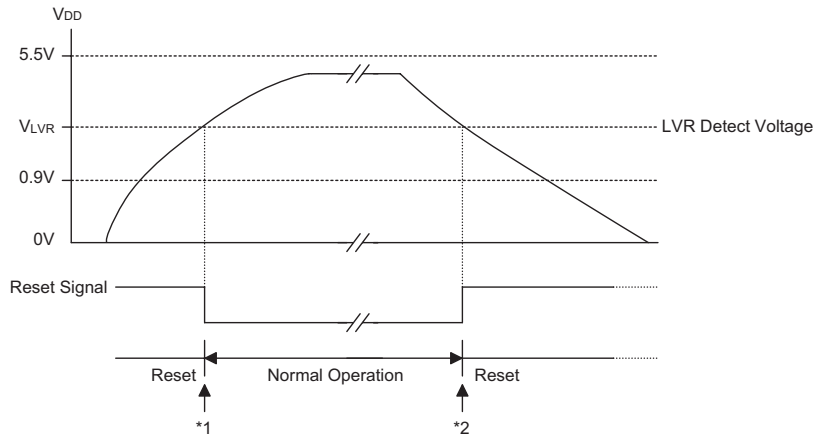 VDD
5.5V
VLVR
LVR Detect Voltage
0.9V
0V
Reset Signal
Reset
Normal Operation
Reset
*1
*2